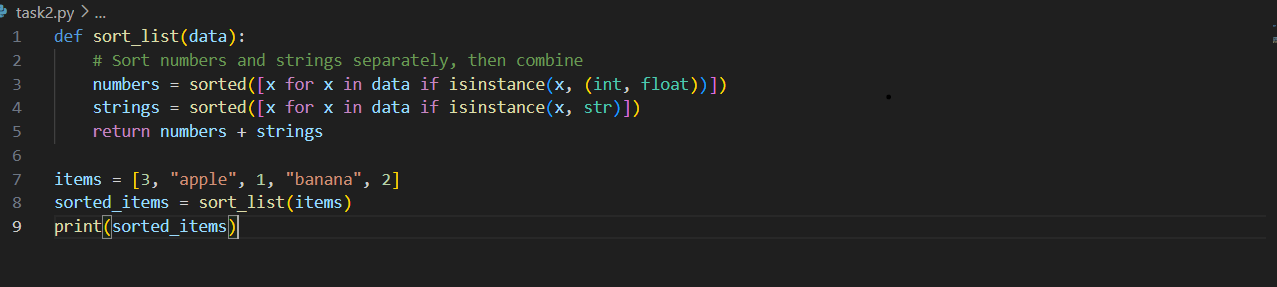 task2.py > ...
1 def sort_list(data):
2     # Sort numbers and strings separately, then combine
3     numbers = sorted([x for x in data if isinstance(x, (int, float))])
4     strings = sorted([x for x in data if isinstance(x, str)])
5     return numbers + strings
6
7 items = [3, "apple", 1, "banana", 2]
8 sorted_items = sort_list(items)
9 print(sorted_items)